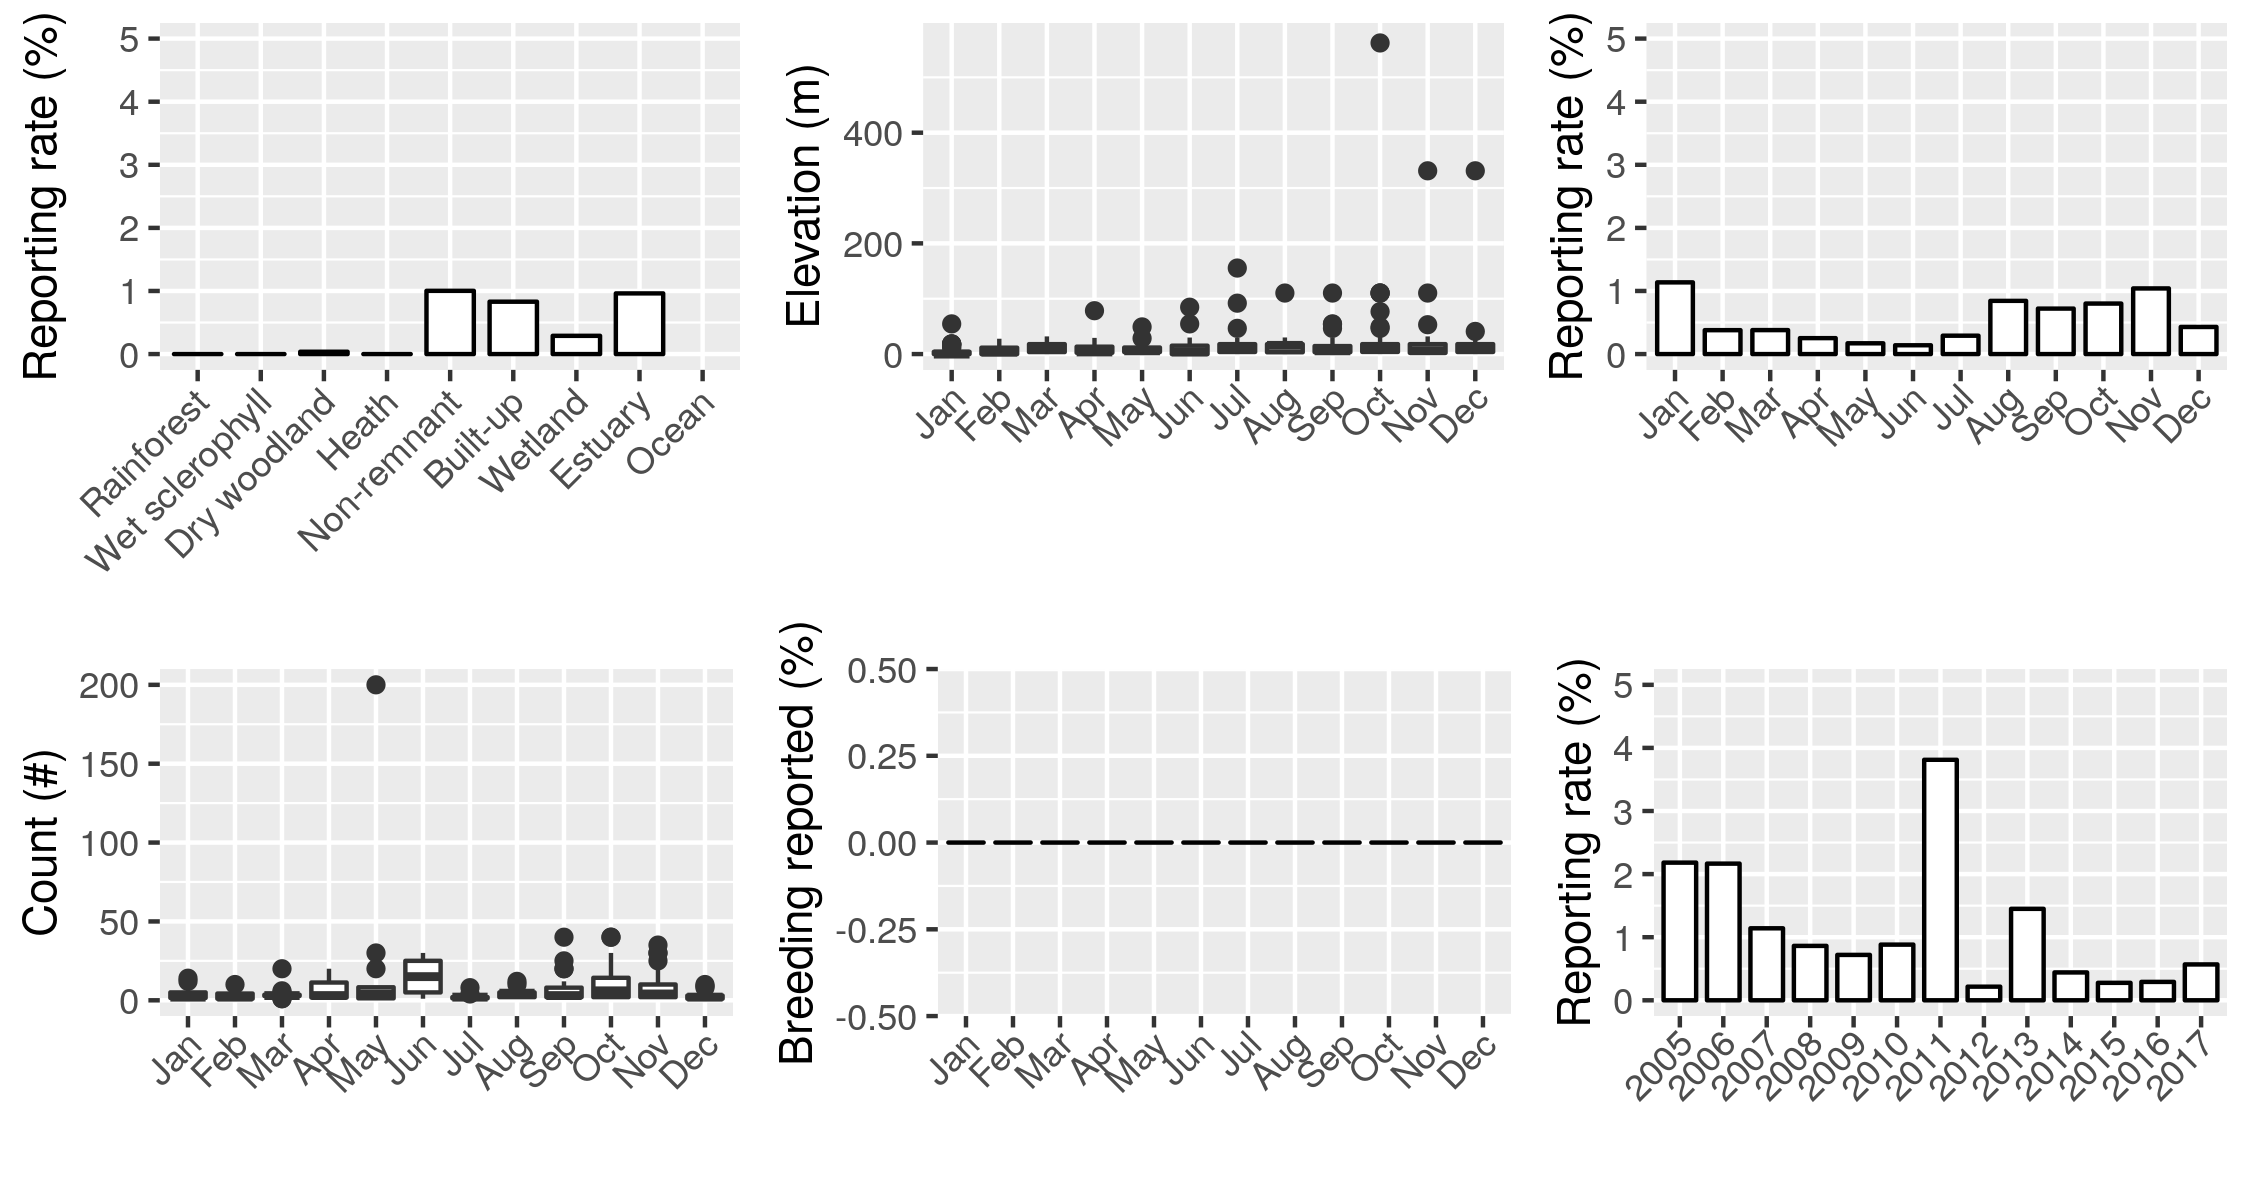 Reporting rate (%)
5
4
3
2
1
0
Rainforest
Wet sclerophyll
Dry woodland
Heath
Non-remnant
Built-up
Wetland
Estuary
Ocean
Elevation (m)
400
200
0
Jan
Feb
Mar
Apr
May
Jun
Jul
Aug
Sep
Oct
Nov
Dec
Reporting rate (%)
5
4
3
2
1
0
Jan
Feb
Mar
Apr
May
Jun
Jul
Aug
Sep
Oct
Nov
Dec
Count (#)
200
150
100
50
0
Jan
Feb
Mar
Apr
May
Jun
Jul
Aug
Sep
Oct
Nov
Dec
Breeding reported (%)
0.50
0.25
0.00
-0.25
-0.50
Jan
Feb
Mar
Apr
May
Jun
Jul
Aug
Sep
Oct
Nov
Dec
Reporting rate (%)
5
4
3
2
1
0
2005
2006
2007
2008
2009
2010
2011
2012
2013
2014
2015
2016
2017